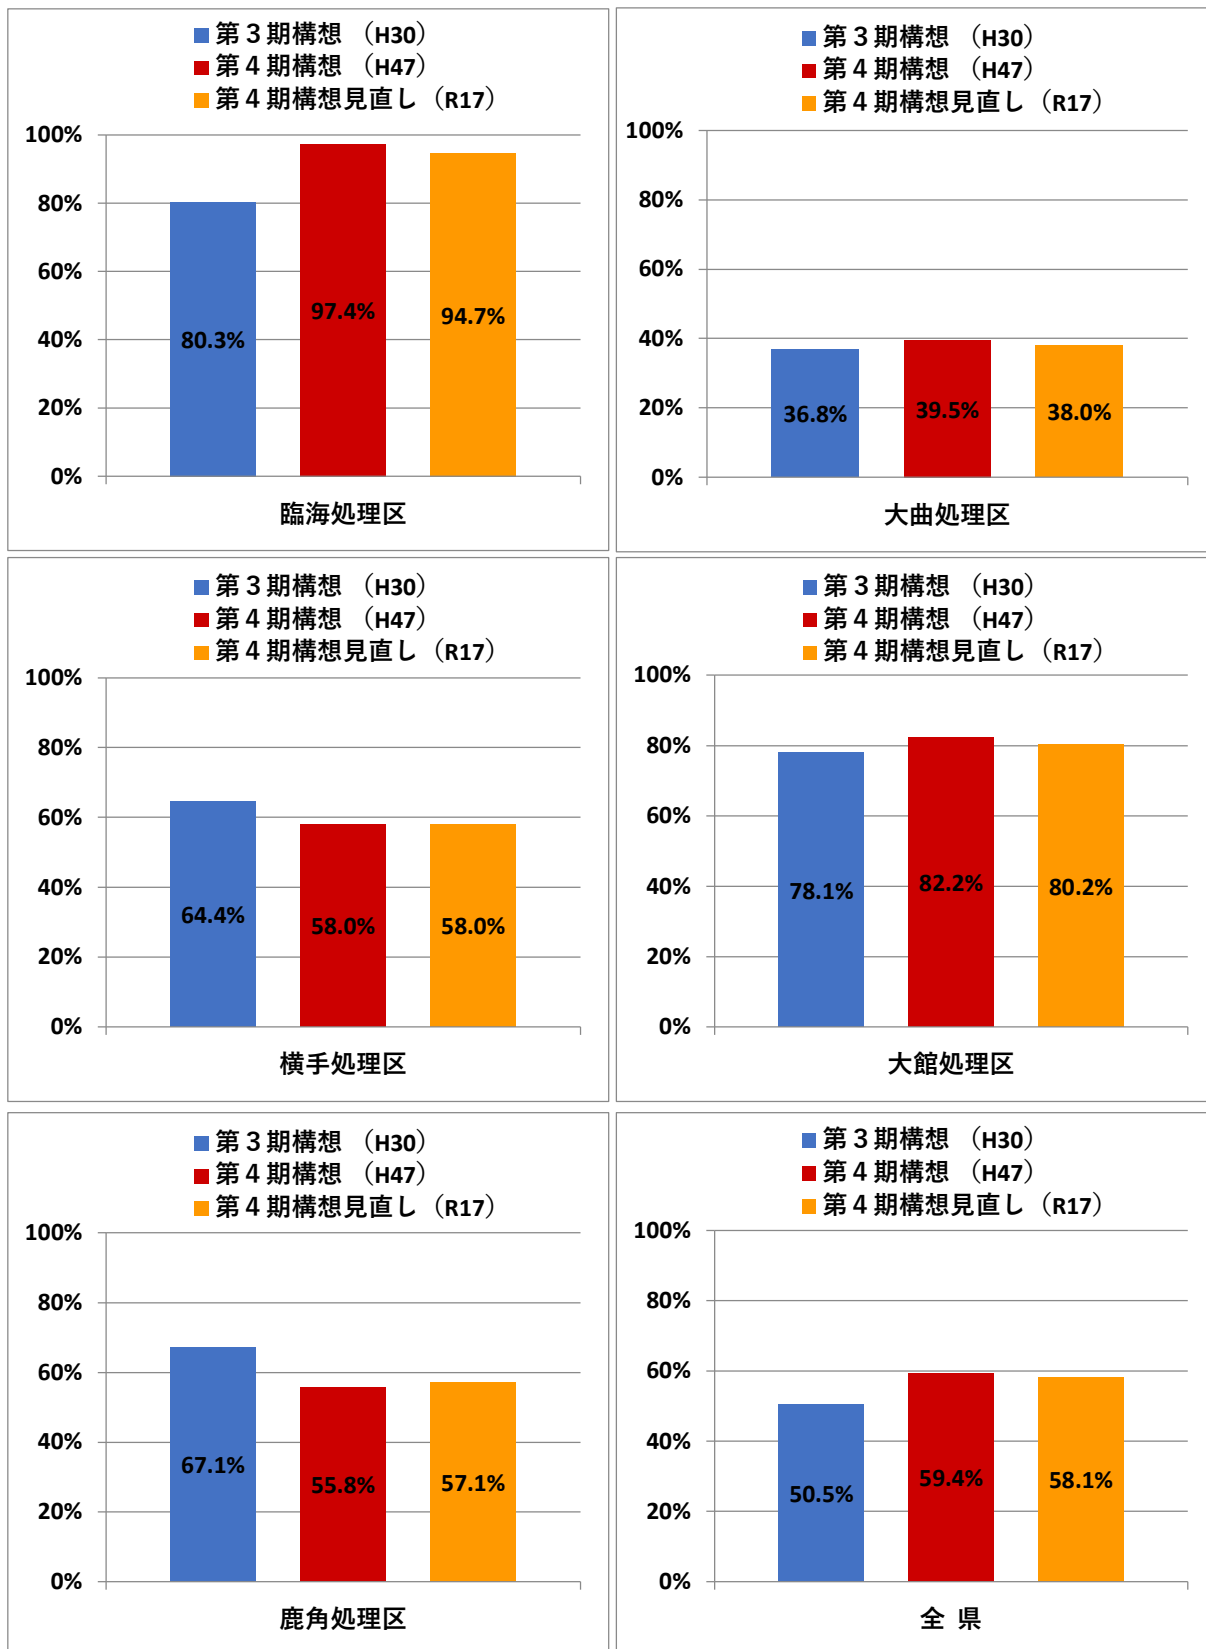 第３期構想 （H30）
第４期構想 （H47）
第４期構想見直し（R17）
100%
80%
60%
40%
20%
0%
80.3%
97.4%
94.7%
臨海処理区
第３期構想 （H30）
第４期構想 （H47）
第４期構想見直し（R17）
100%
80%
60%
40%
20%
0%
36.8%
39.5%
38.0%
大曲処理区
第３期構想 （H30）
第４期構想 （H47）
第４期構想見直し（R17）
100%
80%
60%
40%
20%
0%
64.4%
58.0%
58.0%
横手処理区
第３期構想 （H30）
第４期構想 （H47）
第４期構想見直し（R17）
100%
80%
60%
40%
20%
0%
78.1%
82.2%
80.2%
大館処理区
第３期構想 （H30）
第４期構想 （H47）
第４期構想見直し（R17）
100%
80%
60%
40%
20%
0%
67.1%
55.8%
57.1%
鹿角処理区
第３期構想 （H30）
第４期構想 （H47）
第４期構想見直し（R17）
100%
80%
60%
40%
20%
0%
50.5%
59.4%
58.1%
全 県